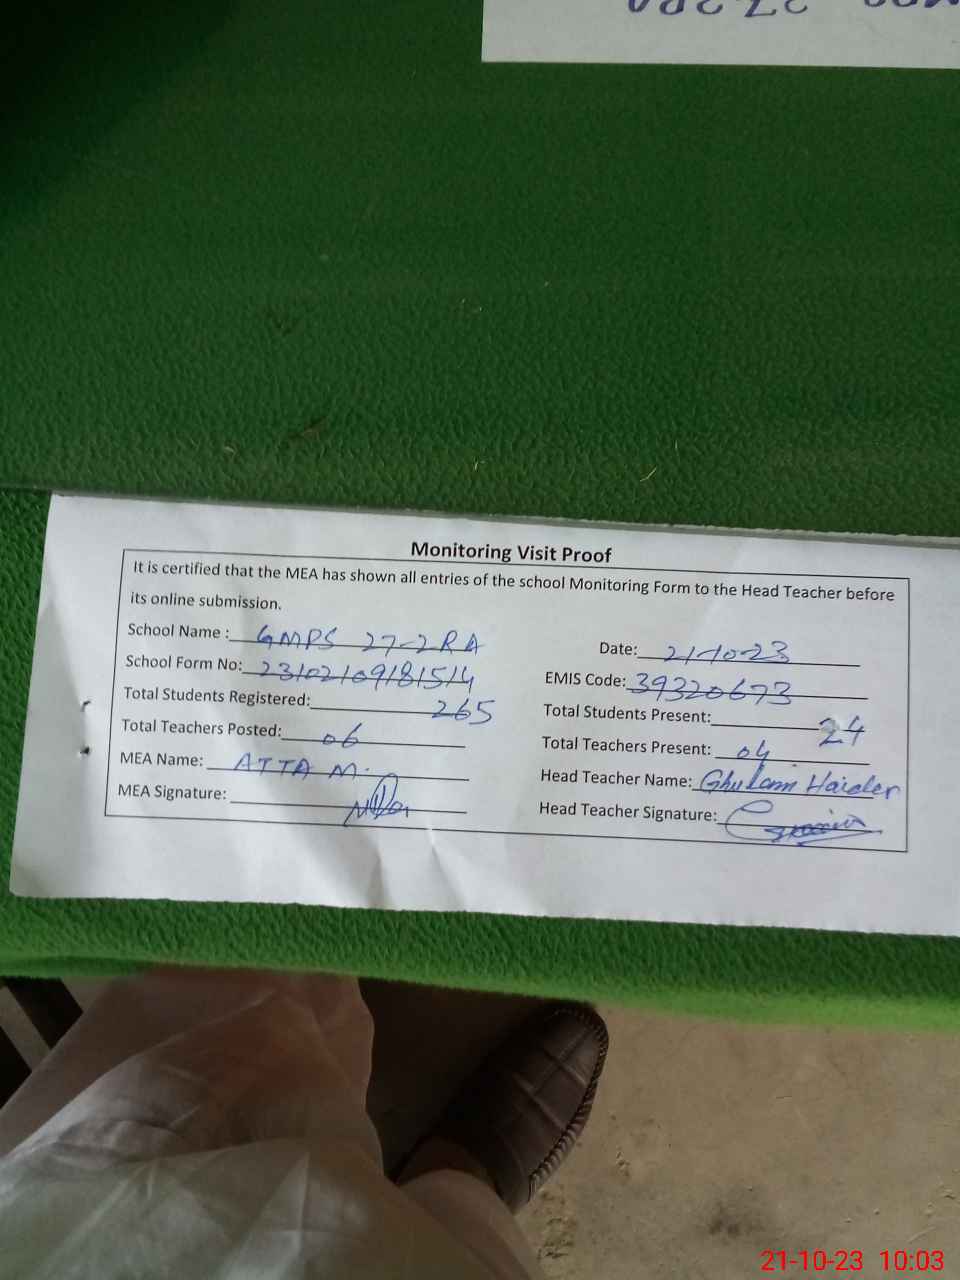 27-2RA
Monitoring Visit Proof
It is certified that the MEA has shown all entries of the school Monitoring Form to the Head Teacher before
its online submission.
School Name : GMPS 27-2RA
Date: 21-10-23
School Form No: 23102109181514
EMIS Code: 39320673
Total Students Registered: 265
Total Students Present: 24
Total Teachers Posted: 06
Total Teachers Present: 04
MEA Name: ATTA M.
Head Teacher Name: Ghulam Haider
MEA Signature:
Head Teacher Signature:
21-10-23 10:03